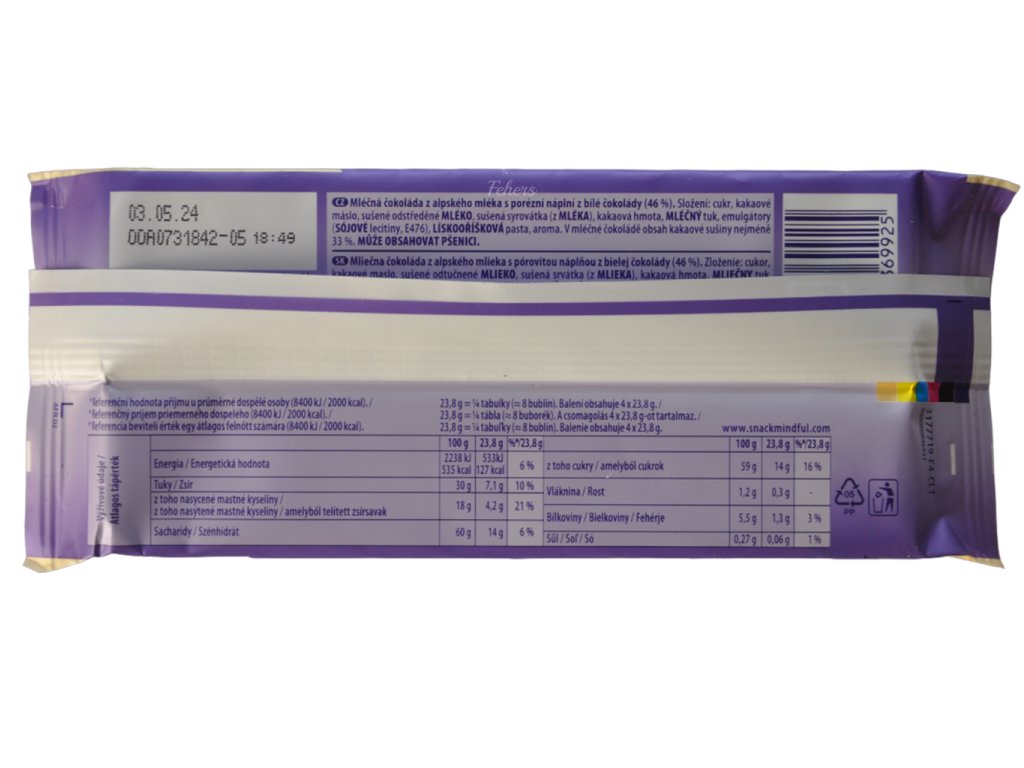 Fehers
03.05.24
OOA0731842-05 18:49
CZ Mléčná čokoláda z alpského mléka s porézní náplní z bílé čokolády (46 %). Složení: cukr, kakaové
máslo, sušené odstředěné MLÉKO, sušená syrovátka (z MLÉKA), kakaová hmota, MLÉČNÝ tuk, emulgátory
(SÓJOVÉ lecitiny, E476), LÍSKOOŘÍŠKOVÁ pasta, aroma. V mléčné čokoládě obsah kakaové sušiny nejméně
33 %. MŮŽE OBSAHOVAT PŠENICI.
SK Mliečna čokoláda z alpského mlieka s pórovitou náplňou z bielej čokolády (46 %). Zloženie: cukor,
kakaové maslo, sušené odtučnené MLIEKO, sušená srvátka (z MLIEKA), kakaová hmota, MLIEČNY tuk
369925
*Referenční hodnota příjmu u průměrné dospělé osoby (8400 kJ / 2000 kcal). /
*Referenčný príjem priemerného dospelého (8400 kJ / 2000 kcal). /
*Referencia beviteli érték egy átlagos felnőtt számára (8400 kJ / 2000 kcal).
23,8 g = ¼ tabulky (≈ 8 bublin). Balení obsahuje 4 x 23,8 g. /
23,8 g = ¼ tábla (≈ 8 buborék). A csomagolás 4 x 23,8 g-ot tartalmaz. /
23,8 g = ¼ tabuľky (≈ 8 bublín). Balenie obsahuje 4 x 23,8 g.
www.snackmindful.com
Výživové údaje /
Átlagos tápérték
100 g 23,8 g %*/23,8 g
Energia / Energetická hodnota 2238 kJ 533kJ 6 %
535 kcal 127 kcal
Tuky / Zsír 30 g 7,1 g 10 %
z toho nasycené mastné kyseliny /
z toho nasýtené mastné kyseliny / amelyből telített zsírsavak 18 g 4,2 g 21 %
Sacharidy / Szénhidrát 60 g 14 g 6 %
100 g 23,8 g %*/23,8 g
z toho cukry / amelyből cukrok 59 g 14 g 16 %
Vláknina / Rost 1,2 g 0,3 g -
Bílkoviny / Bielkoviny / Fehérje 5,5 g 1,3 g 3 %
Sůl / Soľ / Só 0,27 g 0,06 g 1 %
05
PP